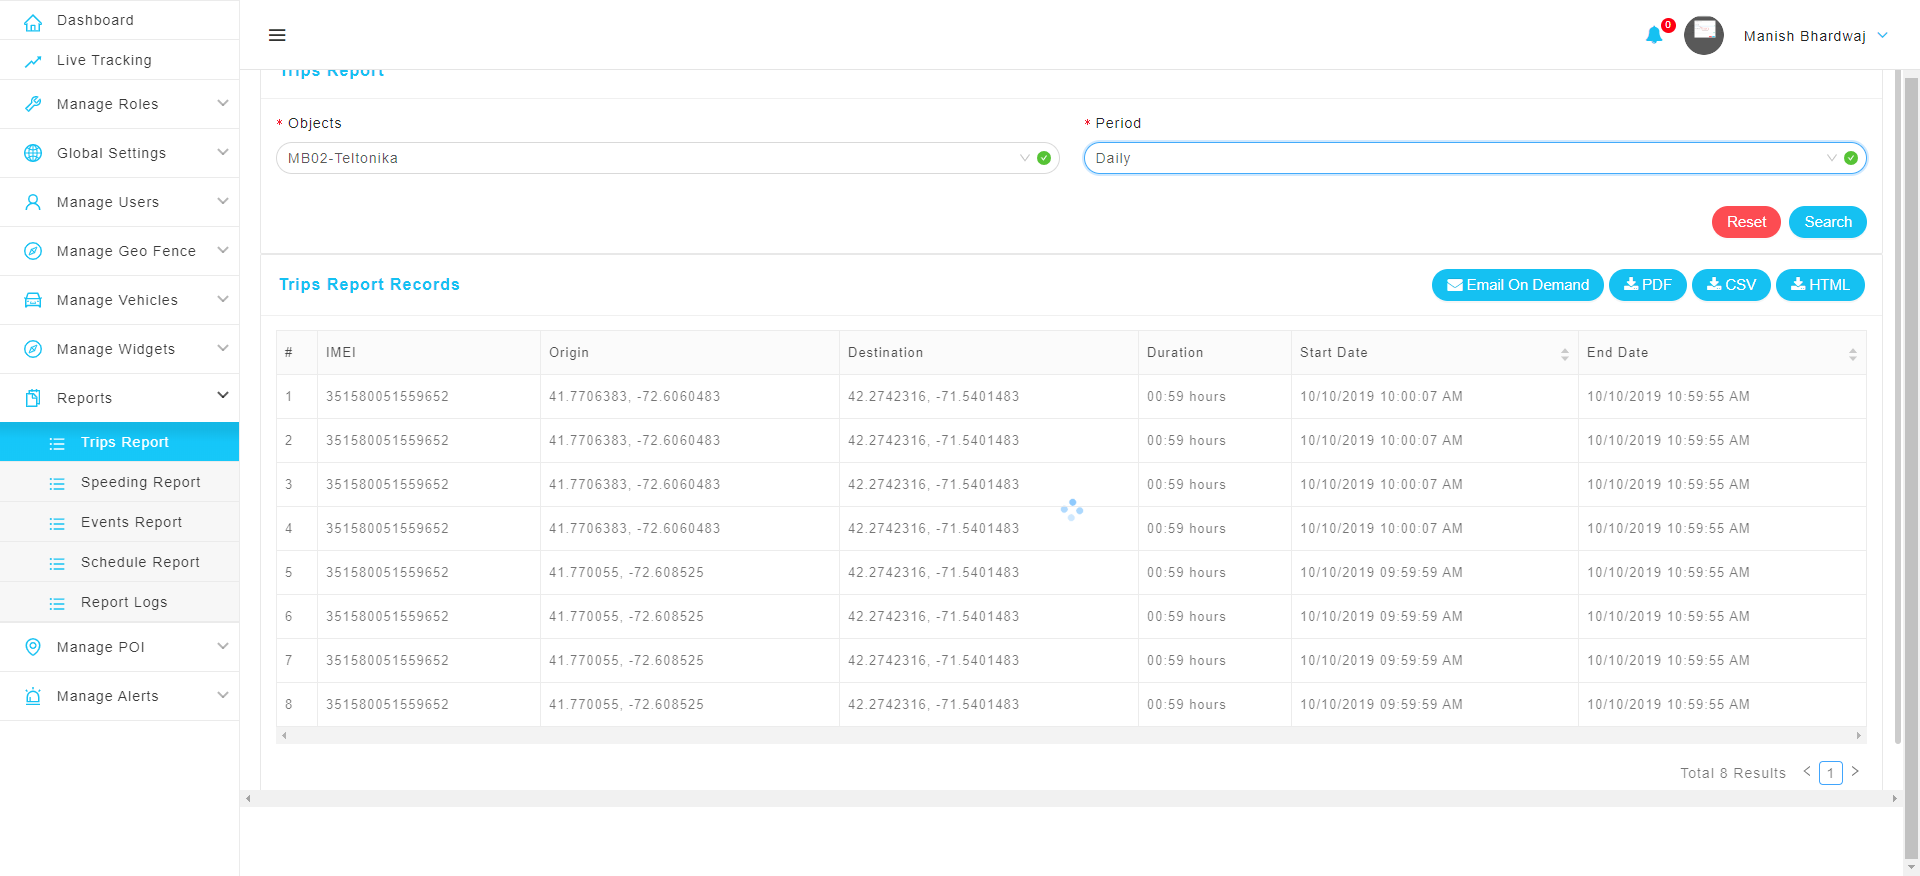 Dashboard
Live Tracking
Manage Roles
Global Settings
Manage Users
Manage Geo Fence
Manage Vehicles
Manage Widgets
Reports
Trips Report
Speeding Report
Events Report
Schedule Report
Report Logs
Manage POI
Manage Alerts
0
Manish Bhardwaj
Trips Report
* Objects
MB02-Teltonika
* Period
Daily
Reset Search
Trips Report Records
Email On Demand PDF CSV HTML
# IMEI Origin Destination Duration Start Date End Date
1 351580051559652 41.7706383, -72.6060483 42.2742316, -71.5401483 00:59 hours 10/10/2019 10:00:07 AM 10/10/2019 10:59:55 AM
2 351580051559652 41.7706383, -72.6060483 42.2742316, -71.5401483 00:59 hours 10/10/2019 10:00:07 AM 10/10/2019 10:59:55 AM
3 351580051559652 41.7706383, -72.6060483 42.2742316, -71.5401483 00:59 hours 10/10/2019 10:00:07 AM 10/10/2019 10:59:55 AM
4 351580051559652 41.7706383, -72.6060483 42.2742316, -71.5401483 00:59 hours 10/10/2019 10:00:07 AM 10/10/2019 10:59:55 AM
5 351580051559652 41.770055, -72.608525 42.2742316, -71.5401483 00:59 hours 10/10/2019 09:59:59 AM 10/10/2019 10:59:55 AM
6 351580051559652 41.770055, -72.608525 42.2742316, -71.5401483 00:59 hours 10/10/2019 09:59:59 AM 10/10/2019 10:59:55 AM
7 351580051559652 41.770055, -72.608525 42.2742316, -71.5401483 00:59 hours 10/10/2019 09:59:59 AM 10/10/2019 10:59:55 AM
8 351580051559652 41.770055, -72.608525 42.2742316, -71.5401483 00:59 hours 10/10/2019 09:59:59 AM 10/10/2019 10:59:55 AM
Total 8 Results < 1 >